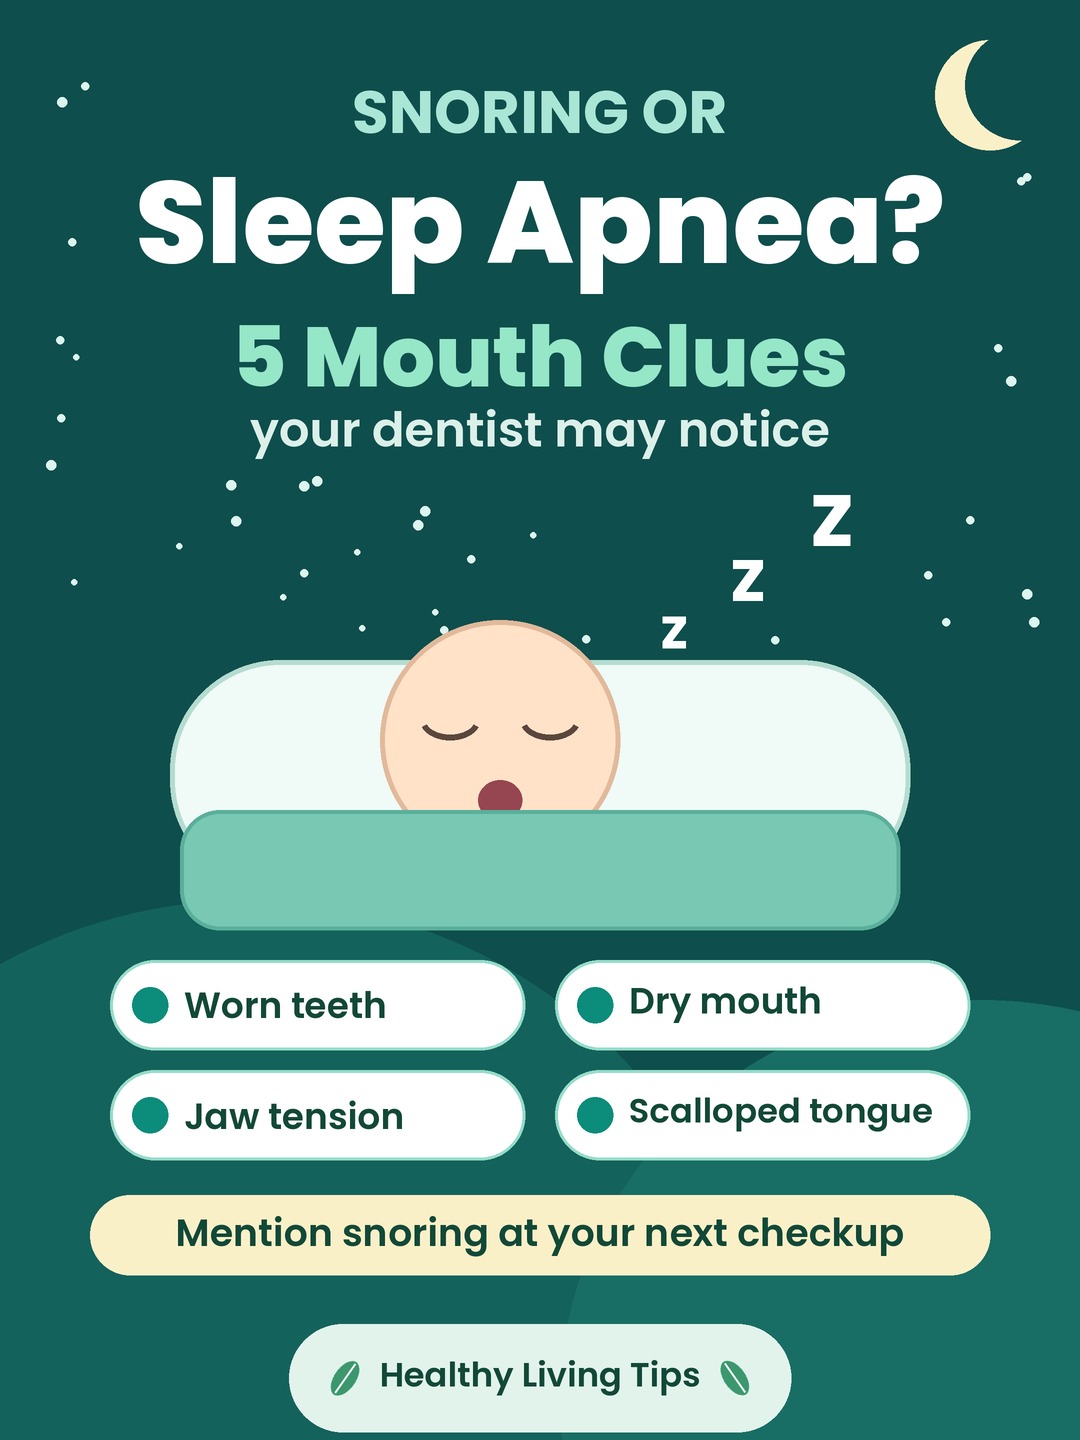 SNORING OR
Sleep Apnea?
5 Mouth Clues
your dentist may notice
z
z
z
Worn teeth
Dry mouth
Jaw tension
Scalloped tongue
Mention snoring at your next checkup
Healthy Living Tips